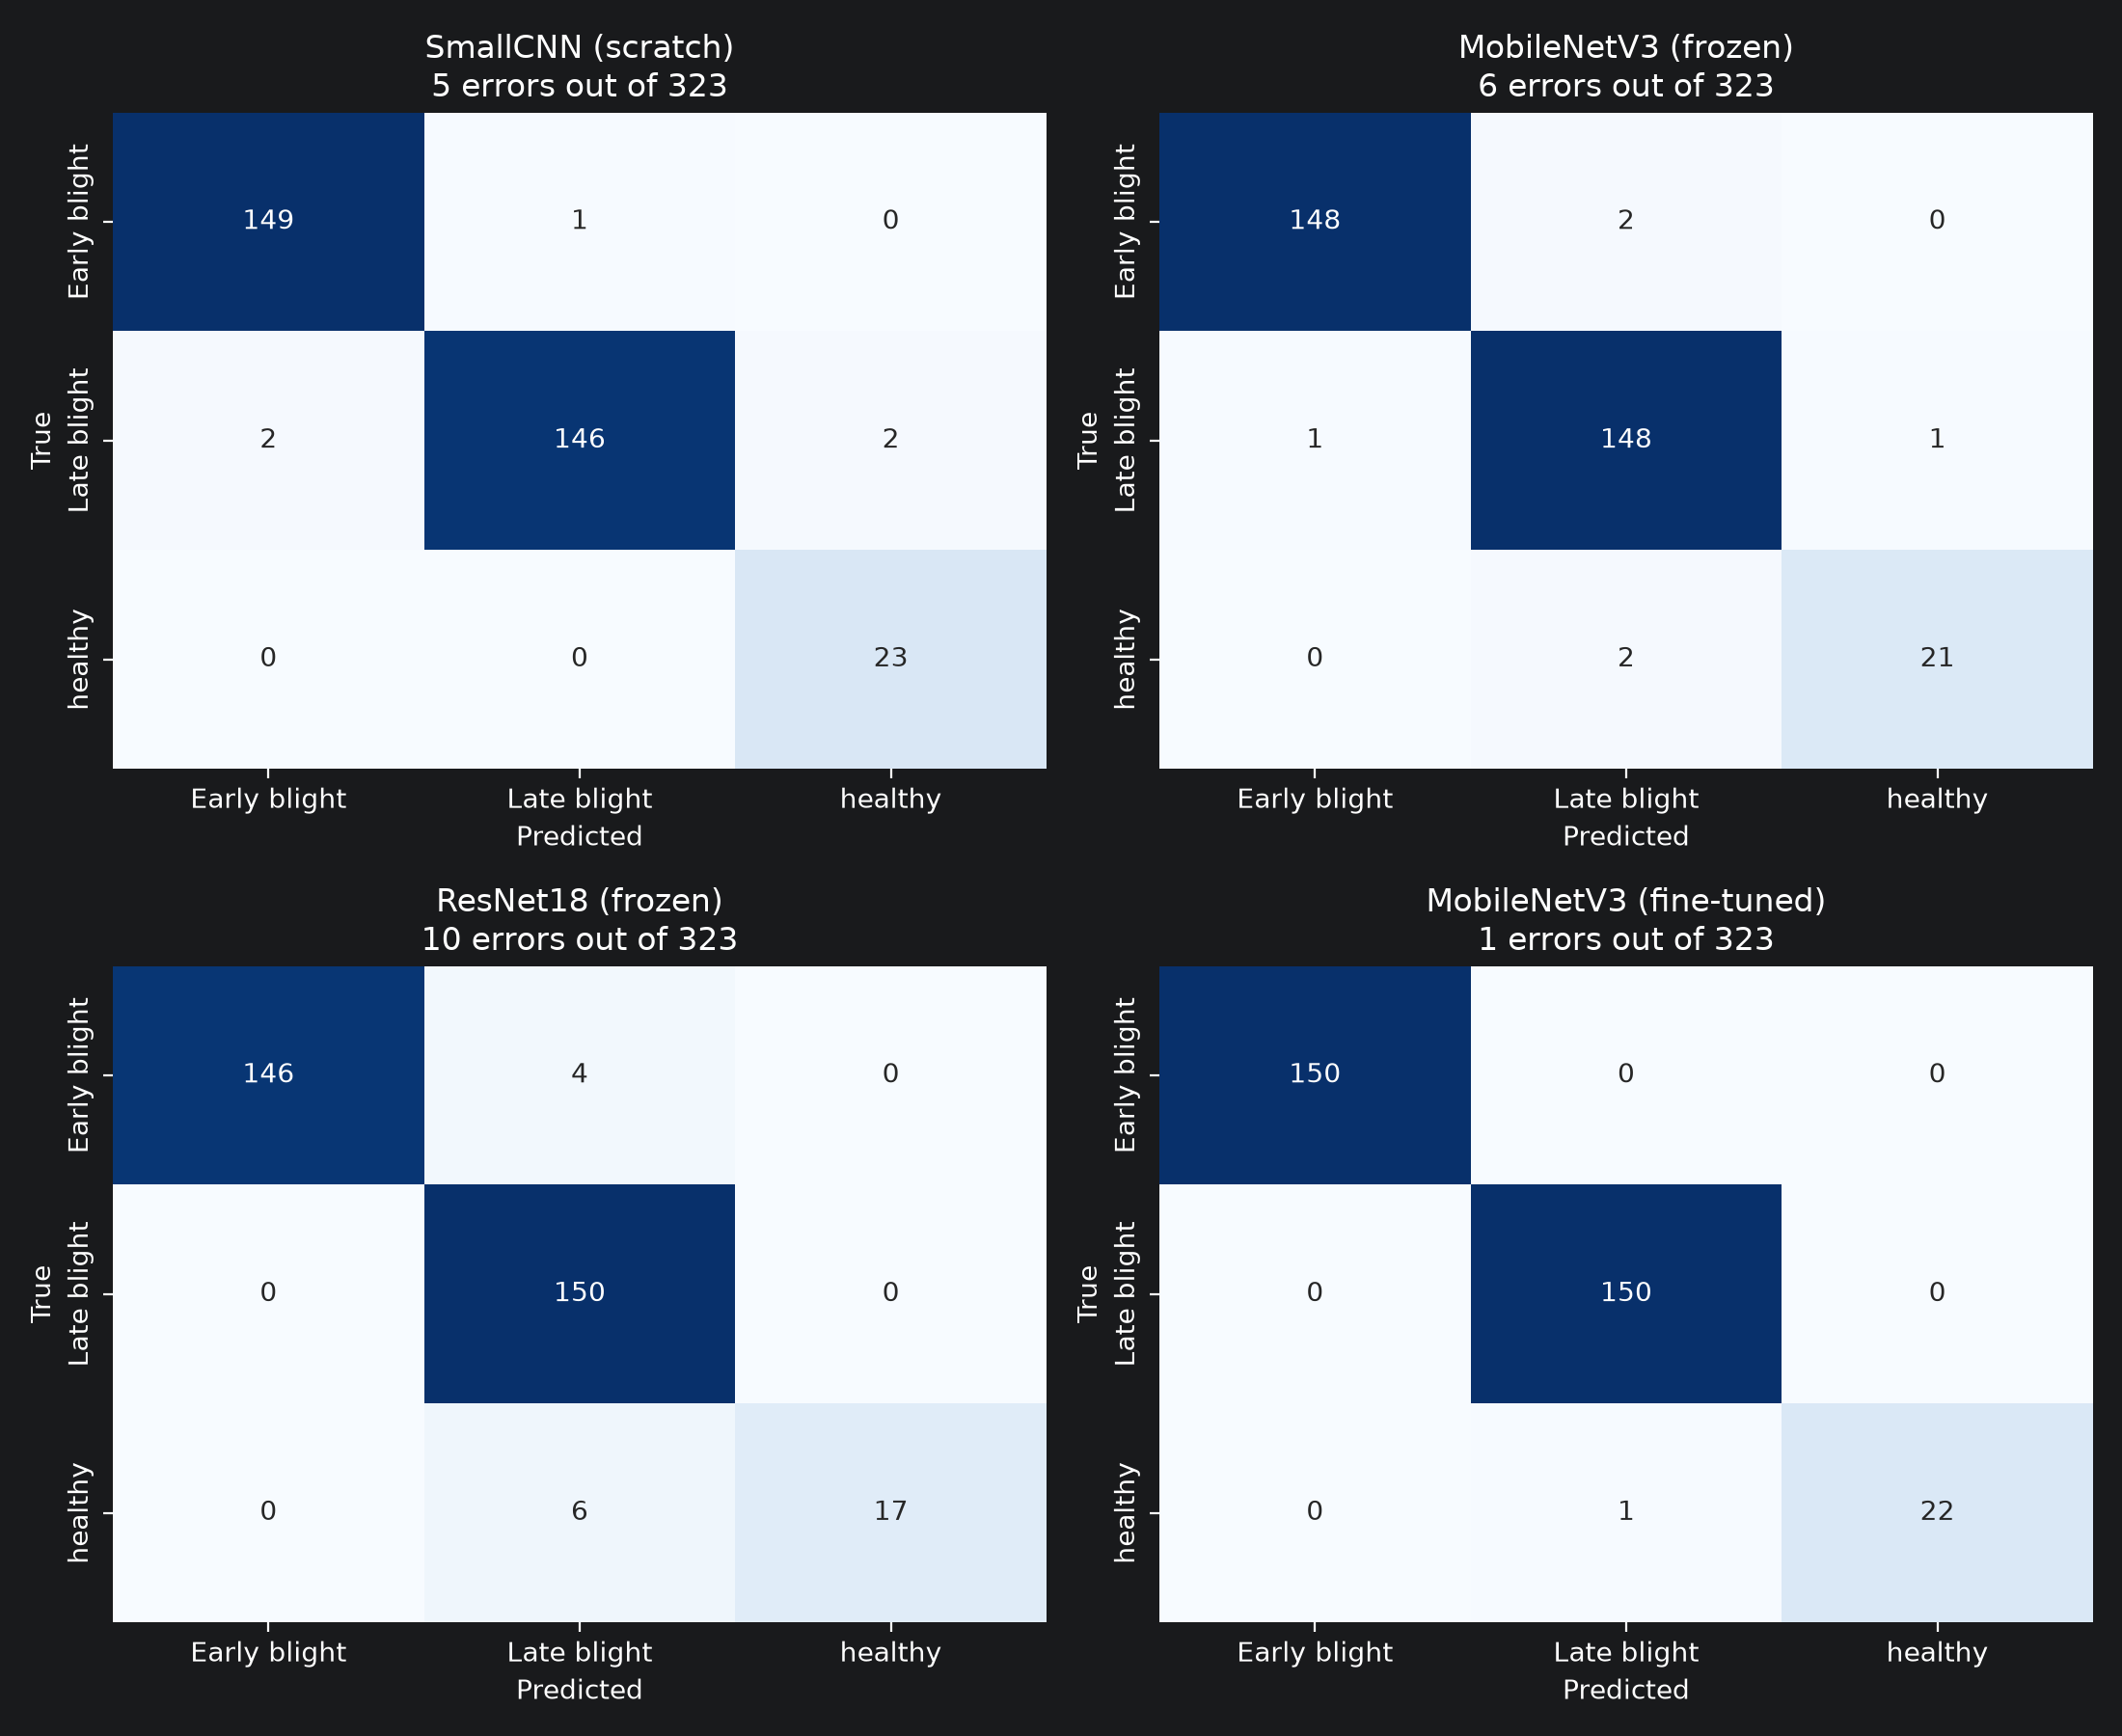 SmallCNN (scratch)
5 errors out of 323
True
Early blight
149 1 0
Late blight
2 146 2
healthy
0 0 23
Early blight Late blight healthy
Predicted
MobileNetV3 (frozen)
6 errors out of 323
True
Early blight
148 2 0
Late blight
1 148 1
healthy
0 2 21
Early blight Late blight healthy
Predicted
ResNet18 (frozen)
10 errors out of 323
True
Early blight
146 4 0
Late blight
0 150 0
healthy
0 6 17
Early blight Late blight healthy
Predicted
MobileNetV3 (fine-tuned)
1 errors out of 323
True
Early blight
150 0 0
Late blight
0 150 0
healthy
0 1 22
Early blight Late blight healthy
Predicted